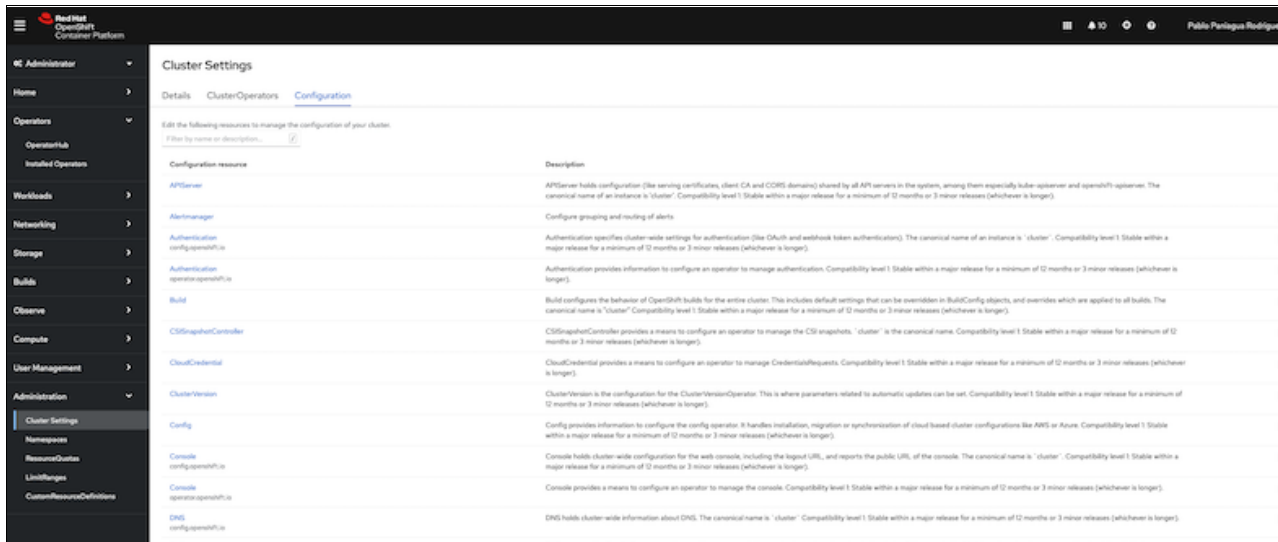 Red Hat
OpenShift
Container Platform
10
Pablo Paniagua Rodrigue
Administrator
Home
Operators
OperatorHub
Installed Operators
Workloads
Networking
Storage
Builds
Observe
Compute
User Management
Administration
Cluster Settings
Namespaces
ResourceQuotas
LimitRanges
CustomResourceDefinitions
Cluster Settings
Details ClusterOperators Configuration
Edit the following resources to manage the configuration of your cluster.
Filter by name or description... /
Configuration resource Description
APIServer
APIServer holds configuration (like serving certificates, client CA and CORS domains) shared by all API servers in the system, among them especially kube-apiserver and openshift-apiserver. The
canonical name of an instance is 'cluster'. Compatibility level 1: Stable within a major release for a minimum of 12 months or 3 minor releases (whichever is longer).
Alertmanager
Configure grouping and routing of alerts
Authentication
config.openshift.io
Authentication specifies cluster-wide settings for authentication (like OAuth and webhook token authenticators). The canonical name of an instance is `cluster`. Compatibility level 1: Stable within a
major release for a minimum of 12 months or 3 minor releases (whichever is longer).
Authentication
operator.openshift.io
Authentication provides information to configure an operator to manage authentication. Compatibility level 1: Stable within a major release for a minimum of 12 months or 3 minor releases (whichever is
longer).
Build
Build configures the behavior of OpenShift builds for the entire cluster. This includes default settings that can be overridden in BuildConfig objects, and overrides which are applied to all builds. The
canonical name is "cluster" Compatibility level 1: Stable within a major release for a minimum of 12 months or 3 minor releases (whichever is longer).
CSISnapshotController
CSISnapshotController provides a means to configure an operator to manage the CSI snapshots. `cluster` is the canonical name. Compatibility level 1: Stable within a major release for a minimum of 12
months or 3 minor releases (whichever is longer).
CloudCredential
CloudCredential provides a means to configure an operator to manage CredentialsRequests. Compatibility level 1: Stable within a major release for a minimum of 12 months or 3 minor releases (whichever
is longer).
ClusterVersion
ClusterVersion is the configuration for the ClusterVersionOperator. This is where parameters related to automatic updates can be set. Compatibility level 1: Stable within a major release for a minimum of
12 months or 3 minor releases (whichever is longer).
Config
Config provides information to configure the config operator. It handles installation, migration or synchronization of cloud based cluster configurations like AWS or Azure. Compatibility level 1: Stable
within a major release for a minimum of 12 months or 3 minor releases (whichever is longer).
Console
config.openshift.io
Console holds cluster-wide configuration for the web console, including the logout URL, and reports the public URL of the console. The canonical name is `cluster`. Compatibility level 1: Stable within a
major release for a minimum of 12 months or 3 minor releases (whichever is longer).
Console
operator.openshift.io
Console provides a means to configure an operator to manage the console. Compatibility level 1: Stable within a major release for a minimum of 12 months or 3 minor releases (whichever is longer).
DNS
config.openshift.io
DNS holds cluster-wide information about DNS. The canonical name is `cluster` Compatibility level 1: Stable within a major release for a minimum of 12 months or 3 minor releases (whichever is longer).